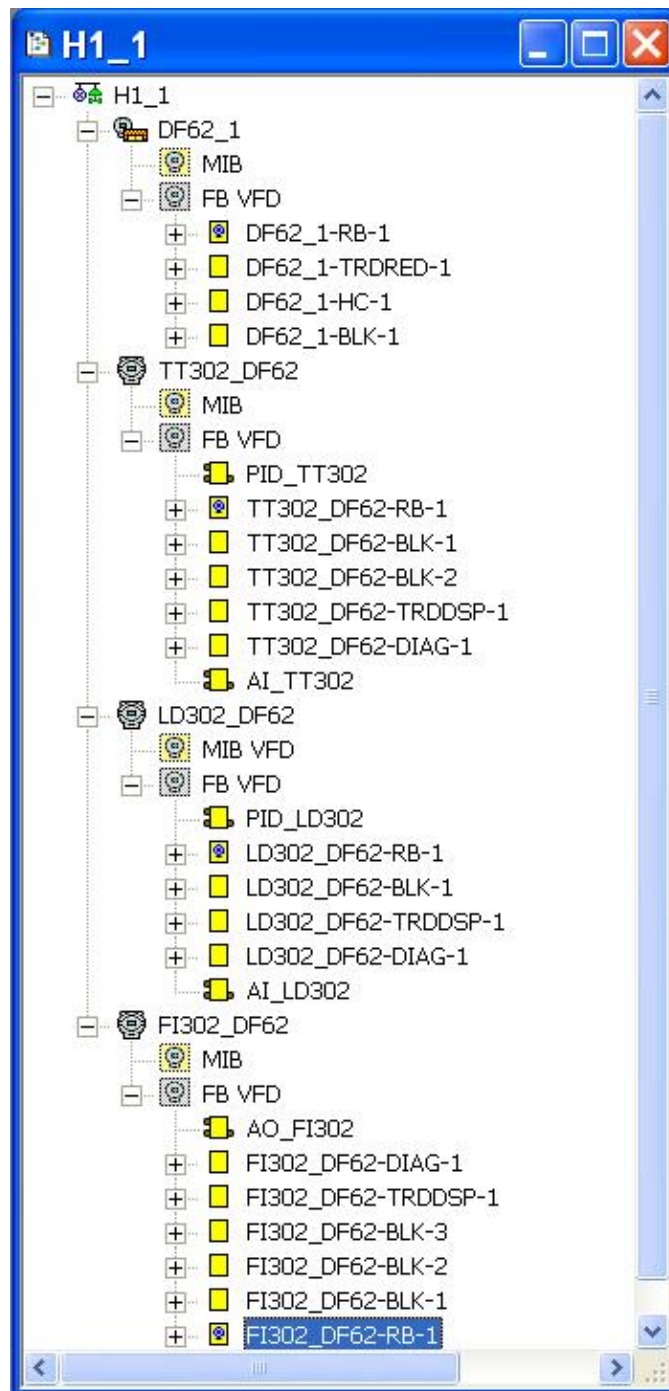 H1_1
H1_1
DF62_1
MIB
FB VFD
DF62_1-RB-1
DF62_1-TRDRED-1
DF62_1-HC-1
DF62_1-BLK-1
TT302_DF62
MIB
FB VFD
PID_TT302
TT302_DF62-RB-1
TT302_DF62-BLK-1
TT302_DF62-BLK-2
TT302_DF62-TRDDSP-1
TT302_DF62-DIAG-1
AI_TT302
LD302_DF62
MIB VFD
FB VFD
PID_LD302
LD302_DF62-RB-1
LD302_DF62-BLK-1
LD302_DF62-TRDDSP-1
LD302_DF62-DIAG-1
AI_LD302
FI302_DF62
MIB
FB VFD
AO_FI302
FI302_DF62-DIAG-1
FI302_DF62-TRDDSP-1
FI302_DF62-BLK-3
FI302_DF62-BLK-2
FI302_DF62-BLK-1
FI302_DF62-RB-1